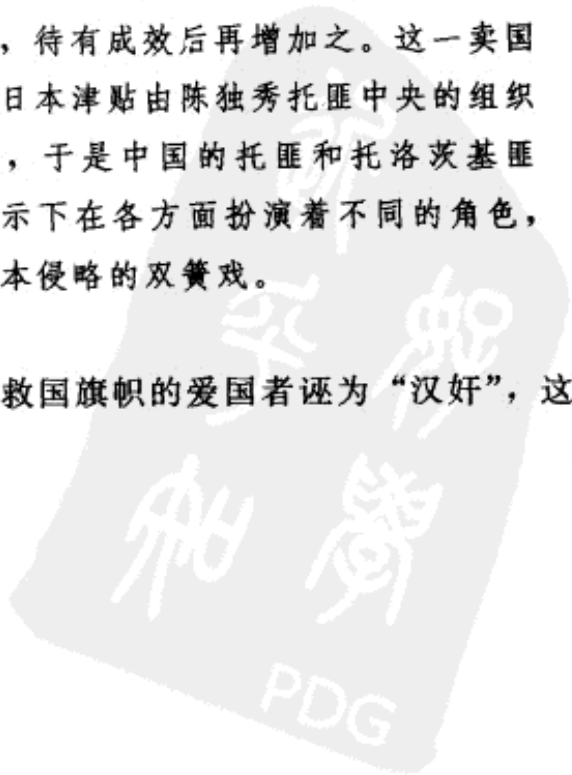 ，待有成效后再增加之。这一卖国
日本津贴由陈独秀托匪中央的组织
，于是中国的托匪和托洛茨基匪
示下在各方面扮演着不同的角色，
本侵略的双簧戏。
救国旗帜的爱国者诬为“汉奸”，这
PDG